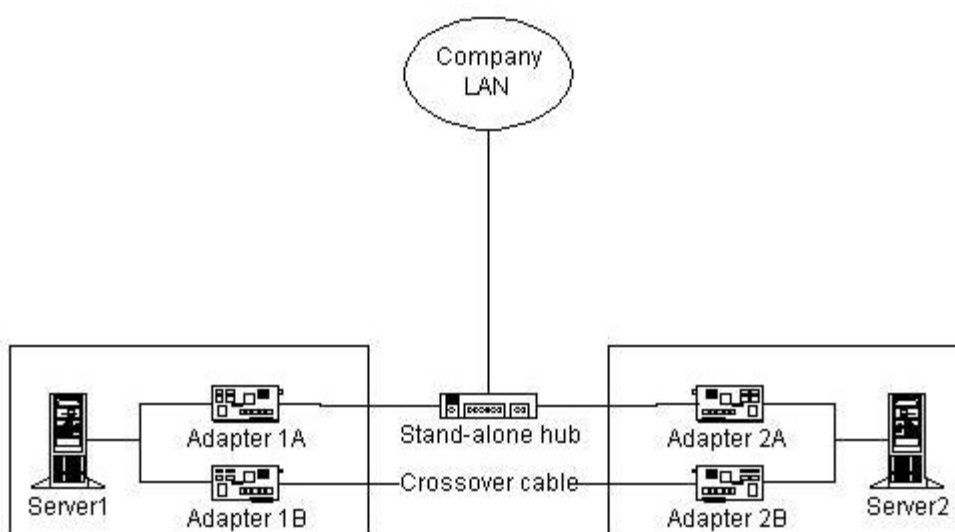 Company
LAN
Adapter 1A
Stand-alone hub
Adapter 2A
Server1
Adapter 1B
Crossover cable
Adapter 2B
Server2